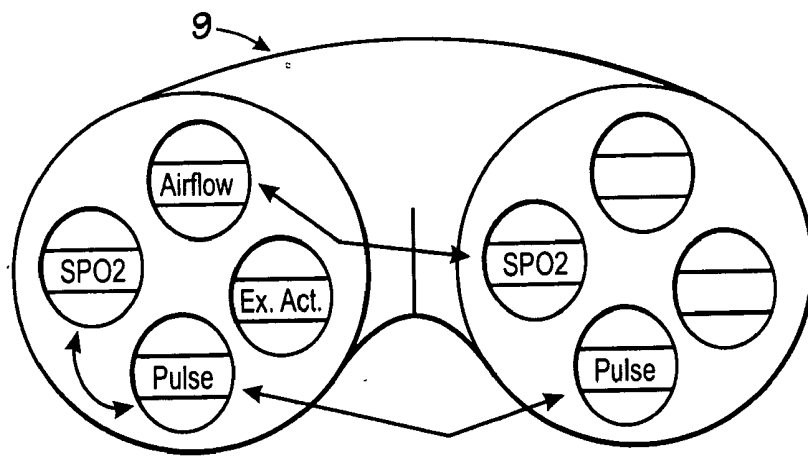 9
Airflow
SPO2
SPO2
Ex. Act.
Pulse
Pulse